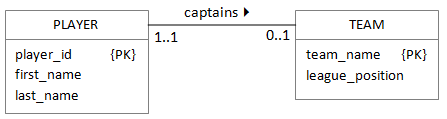 captains
PLAYER
TEAM
1..1
0..1
player_id {PK}
first_name
last_name
team_name {PK}
league_position